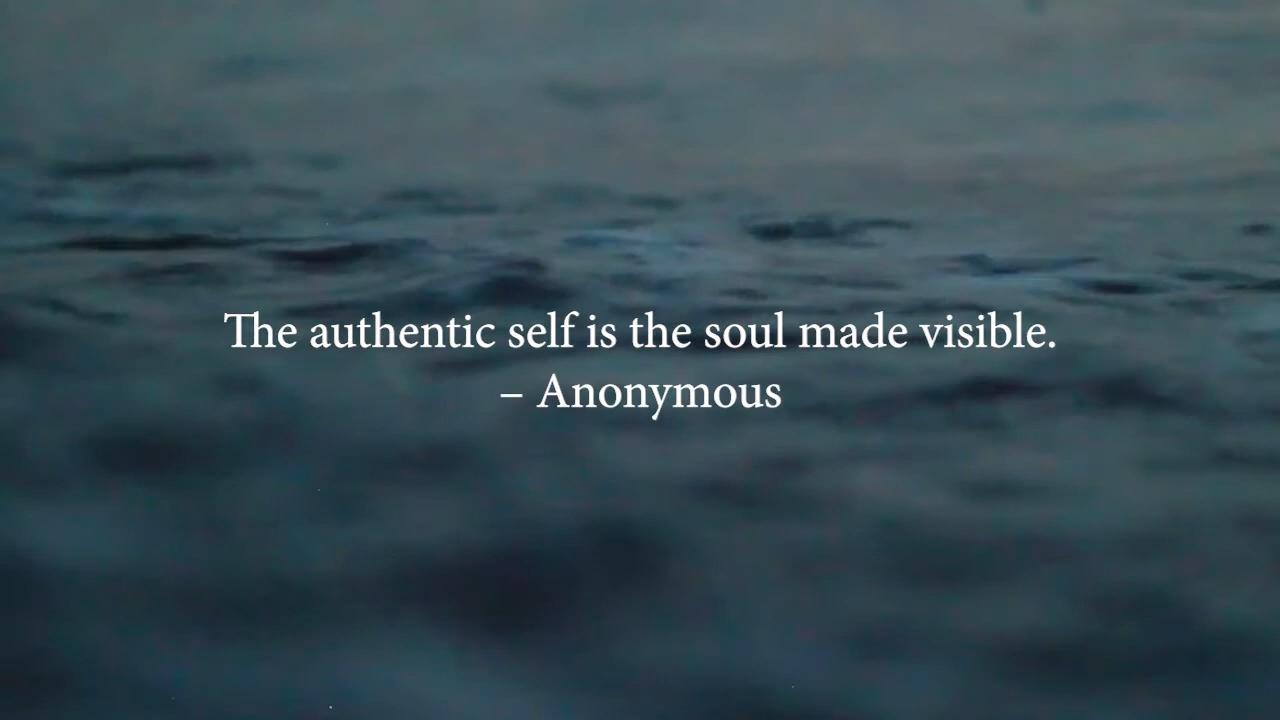 The authentic self is the soul made visible.
– Anonymous